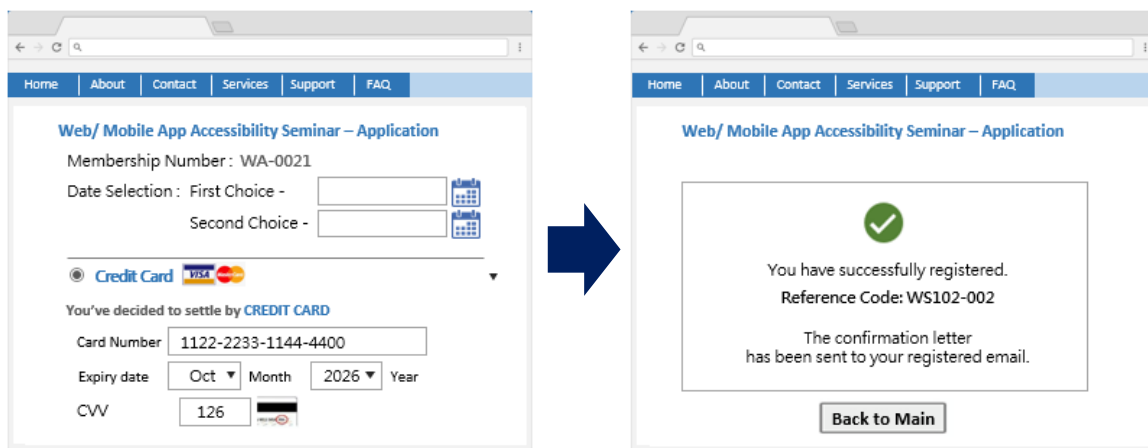 Home About Contact Services Support FAQ
Web/ Mobile App Accessibility Seminar – Application
Membership Number : WA-0021
Date Selection : First Choice -
Second Choice -
Credit Card VISA MasterCard
You've decided to settle by CREDIT CARD
Card Number 1122-2233-1144-4400
Expiry date Oct Month 2026 Year
CVV 126
Home About Contact Services Support FAQ
Web/ Mobile App Accessibility Seminar – Application
You have successfully registered.
Reference Code: WS102-002
The confirmation letter
has been sent to your registered email.
Back to Main